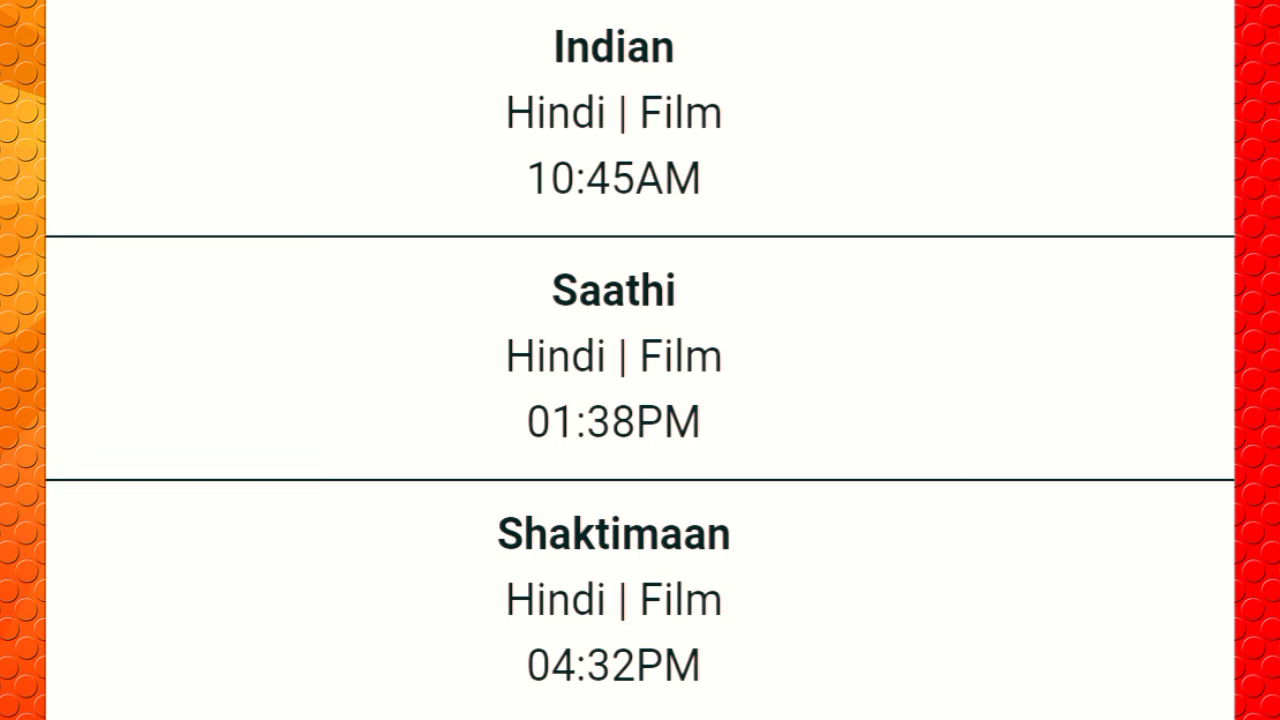 Indian
Hindi | Film
10:45AM
Saathi
Hindi | Film
01:38PM
Shaktimaan
Hindi | Film
04:32PM